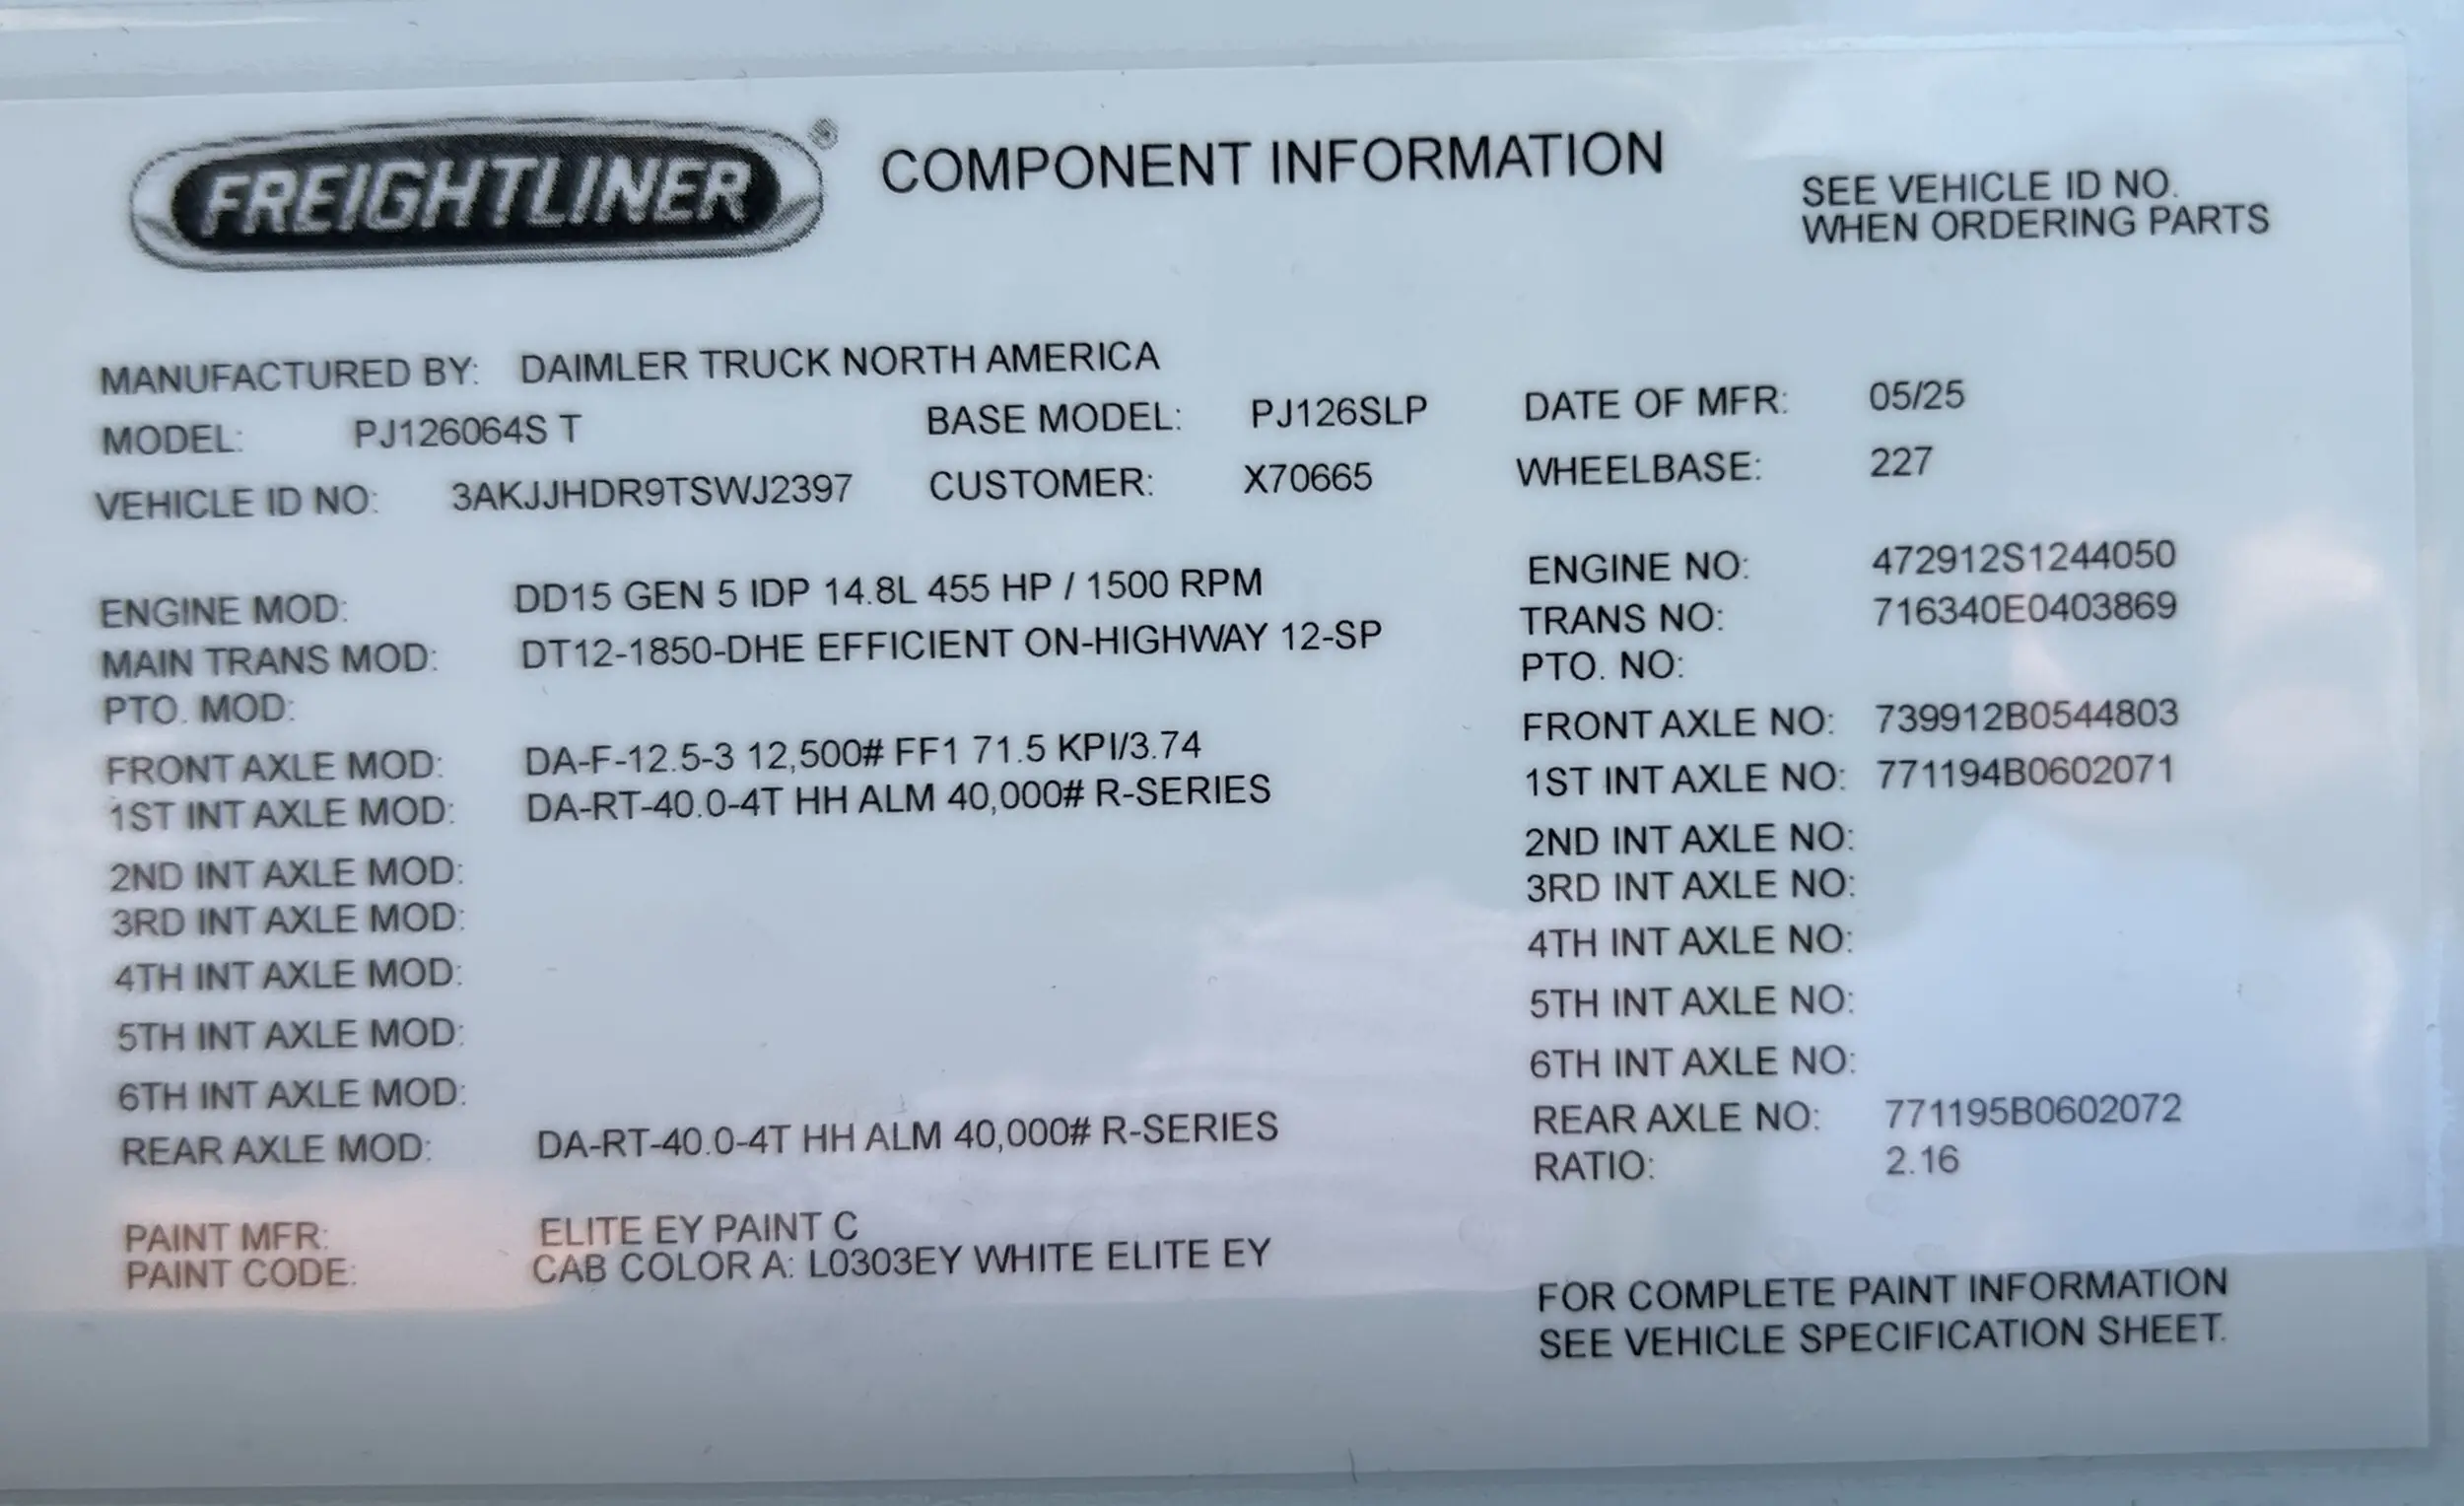 FREIGHTLINER®
COMPONENT INFORMATION
SEE VEHICLE ID NO.
WHEN ORDERING PARTS
MANUFACTURED BY: DAIMLER TRUCK NORTH AMERICA
MODEL: PJ126064S T BASE MODEL: PJ126SLP DATE OF MFR: 05/25
VEHICLE ID NO: 3AKJJHDR9TSWJ2397 CUSTOMER: X70665 WHEELBASE: 227
ENGINE MOD: DD15 GEN 5 IDP 14.8L 455 HP / 1500 RPM ENGINE NO: 472912S1244050
MAIN TRANS MOD: DT12-1850-DHE EFFICIENT ON-HIGHWAY 12-SP TRANS NO: 716340E0403869
PTO. MOD: PTO. NO:
FRONT AXLE MOD: DA-F-12.5-3 12,500# FF1 71.5 KPI/3.74 FRONT AXLE NO: 739912B0544803
1ST INT AXLE MOD: DA-RT-40.0-4T HH ALM 40,000# R-SERIES 1ST INT AXLE NO: 771194B0602071
2ND INT AXLE MOD: 2ND INT AXLE NO:
3RD INT AXLE MOD: 3RD INT AXLE NO:
4TH INT AXLE MOD: 4TH INT AXLE NO:
5TH INT AXLE MOD: 5TH INT AXLE NO:
6TH INT AXLE MOD: 6TH INT AXLE NO:
REAR AXLE MOD: DA-RT-40.0-4T HH ALM 40,000# R-SERIES REAR AXLE NO: 771195B0602072
RATIO: 2.16
PAINT MFR: ELITE EY PAINT C
PAINT CODE: CAB COLOR A: L0303EY WHITE ELITE EY
FOR COMPLETE PAINT INFORMATION
SEE VEHICLE SPECIFICATION SHEET.